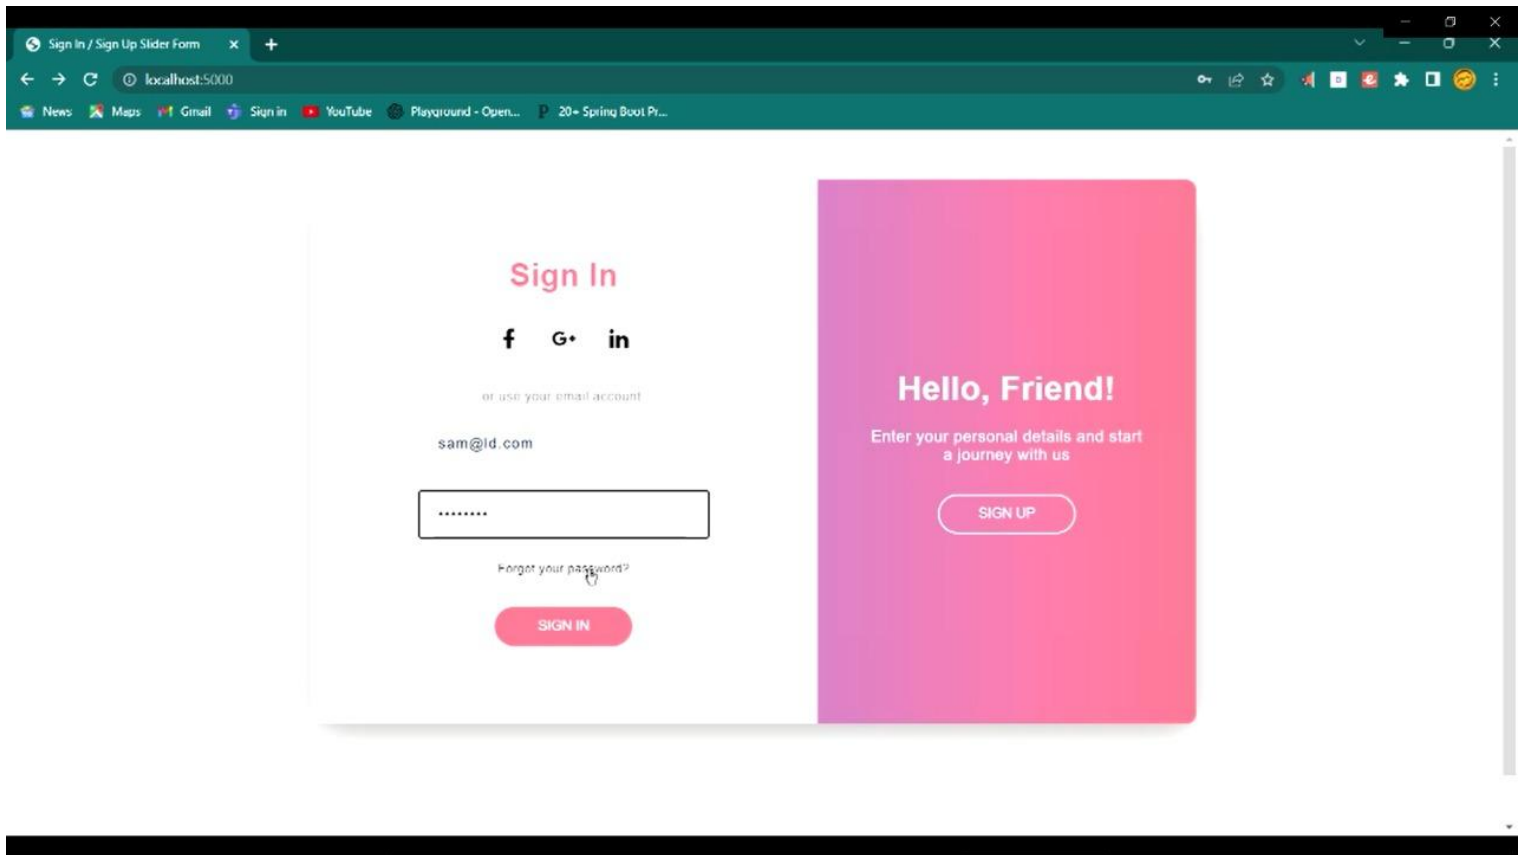 Sign In / Sign Up Slider Form
localhost:5000
News Maps Gmail Sign in YouTube Playground - Open... 20+ Spring Boot Pr...
Sign In
f G+ in
or use your email account
sam@ld.com
••••••••
Forgot your password?
SIGN IN
Hello, Friend!
Enter your personal details and start
a journey with us
SIGN UP